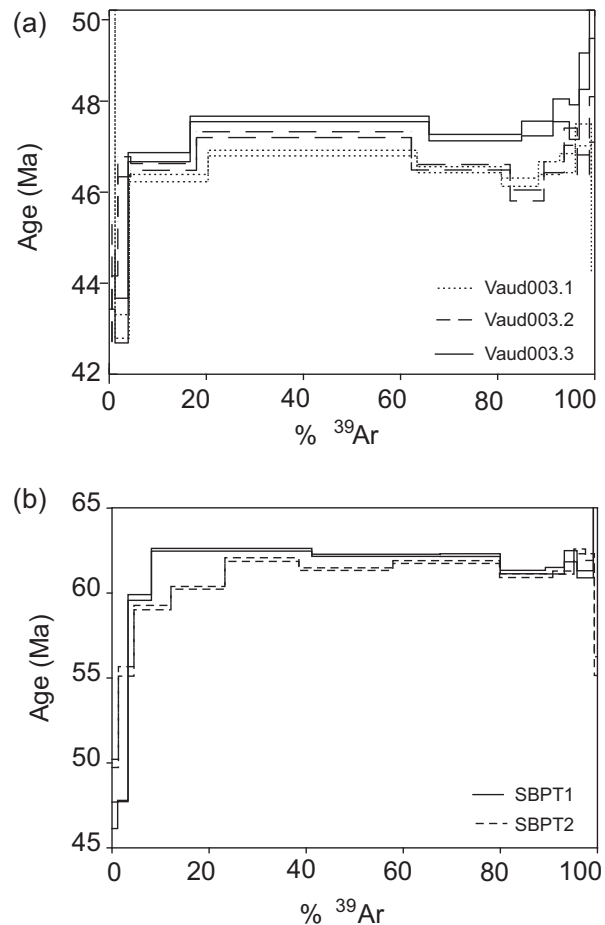 (a)
50
48
46
44
42
Age (Ma)
Vaud003.1
Vaud003.2
Vaud003.3
0 20 40 60 80 100
% ³⁹Ar
(b)
65
60
55
50
45
Age (Ma)
SBPT1
SBPT2
0 20 40 60 80 100
% ³⁹Ar